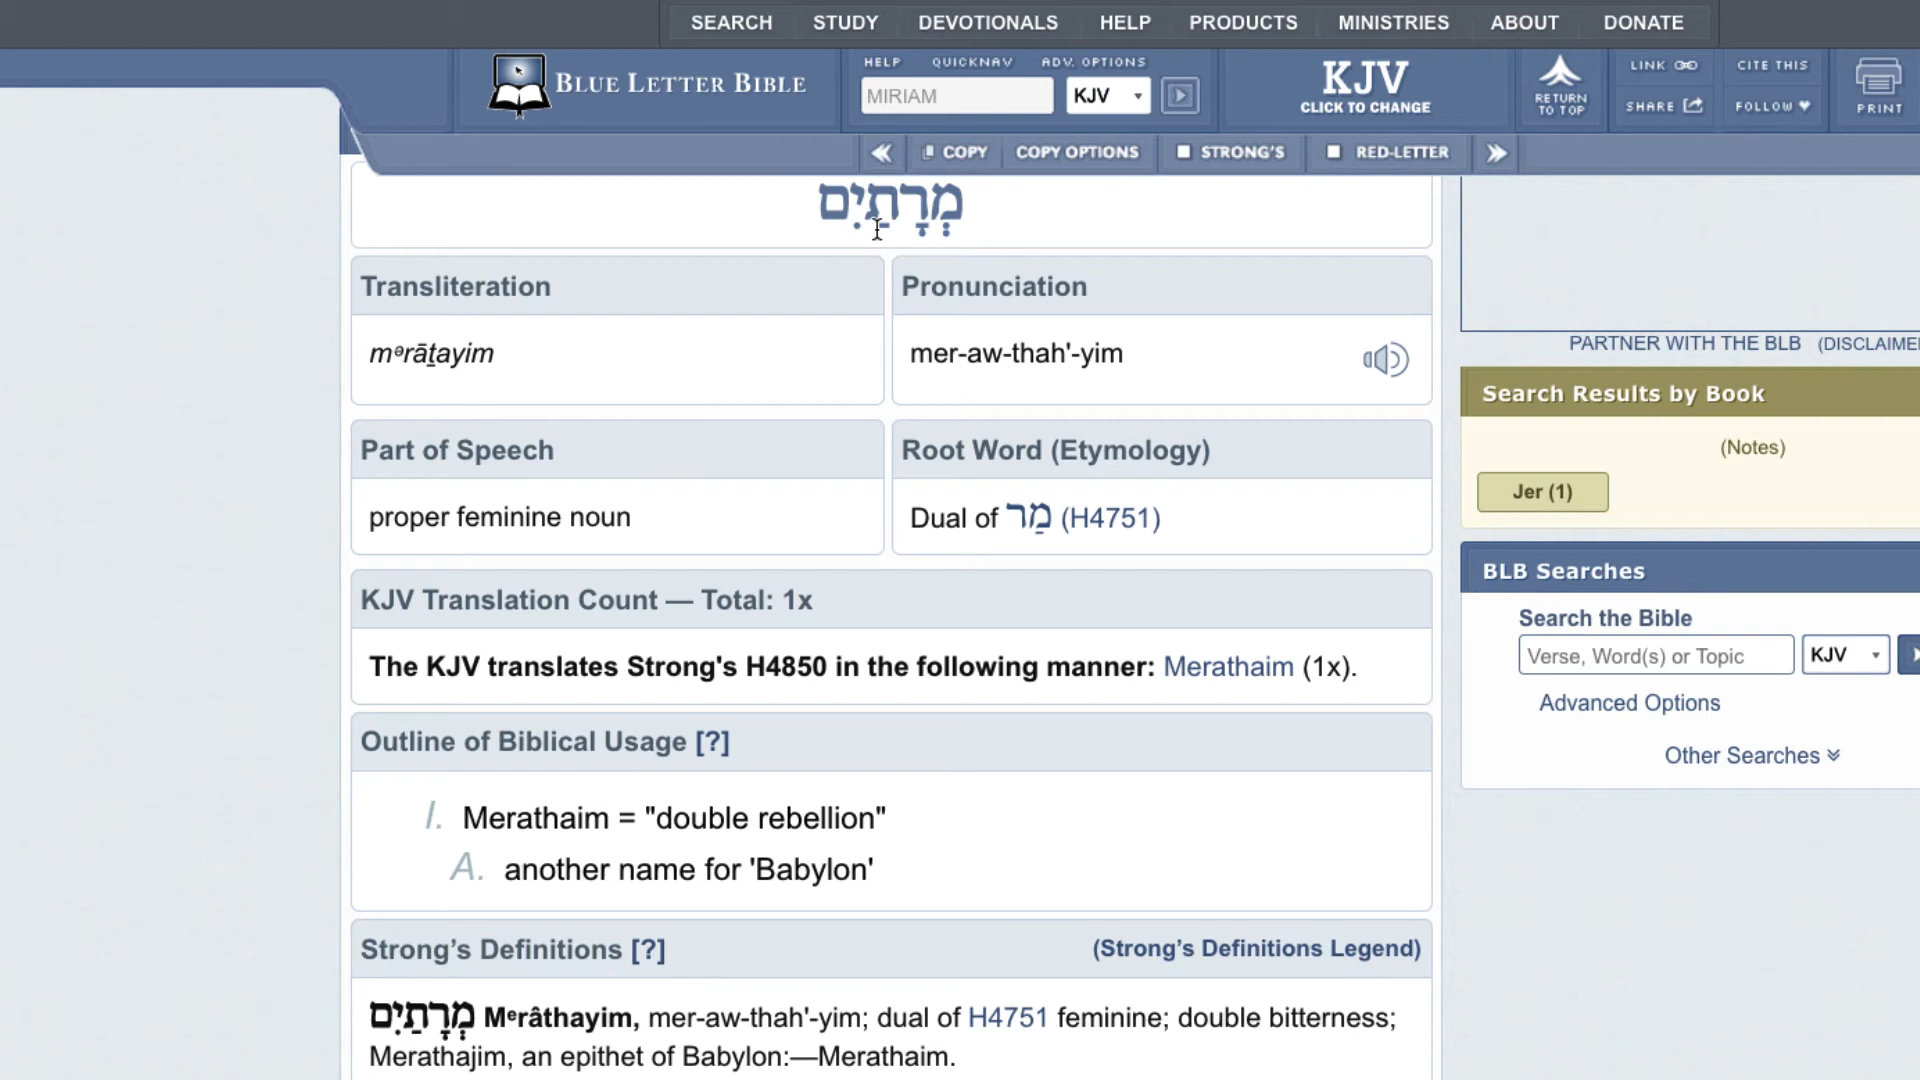 SEARCH STUDY DEVOTIONALS HELP PRODUCTS MINISTRIES ABOUT DONATE
BLUE LETTER BIBLE
HELP QUICKNAV ADV. OPTIONS
MIRIAM KJV
KJV
CLICK TO CHANGE
RETURN
TO TOP
LINK
SHARE
CITE THIS
FOLLOW
PRINT
COPY COPY OPTIONS STRONG'S RED-LETTER
מְרָתַיִם
Transliteration
mᵊrāṯayim
Pronunciation
mer-aw-thah'-yim
Part of Speech
proper feminine noun
Root Word (Etymology)
Dual of מַר (H4751)
KJV Translation Count — Total: 1x
The KJV translates Strong's H4850 in the following manner: Merathaim (1x).
Outline of Biblical Usage [?]
I. Merathaim = "double rebellion"
A. another name for 'Babylon'
Strong’s Definitions [?] (Strong’s Definitions Legend)
מְרָתַיִם Mᵉrâthayim, mer-aw-thah'-yim; dual of H4751 feminine; double bitterness;
Merathajim, an epithet of Babylon:—Merathaim.
PARTNER WITH THE BLB (DISCLAIME
Search Results by Book
(Notes)
Jer (1)
BLB Searches
Search the Bible
Verse, Word(s) or Topic KJV
Advanced Options
Other Searches